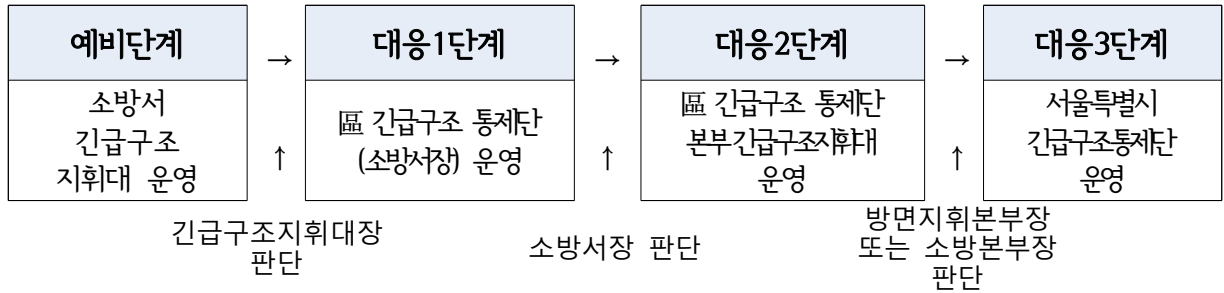 예비단계
→
대응1단계
→
대응2단계
→
대응3단계
소방서
긴급구조
지휘대 운영
↑
區 긴급구조 통제단
(소방서장) 운영
↑
區 긴급구조 통제단
본부긴급구조지휘대
운영
↑
서울특별시
긴급구조통제단
운영
긴급구조지휘대장
판단
소방서장 판단
방면지휘본부장
또는 소방본부장
판단